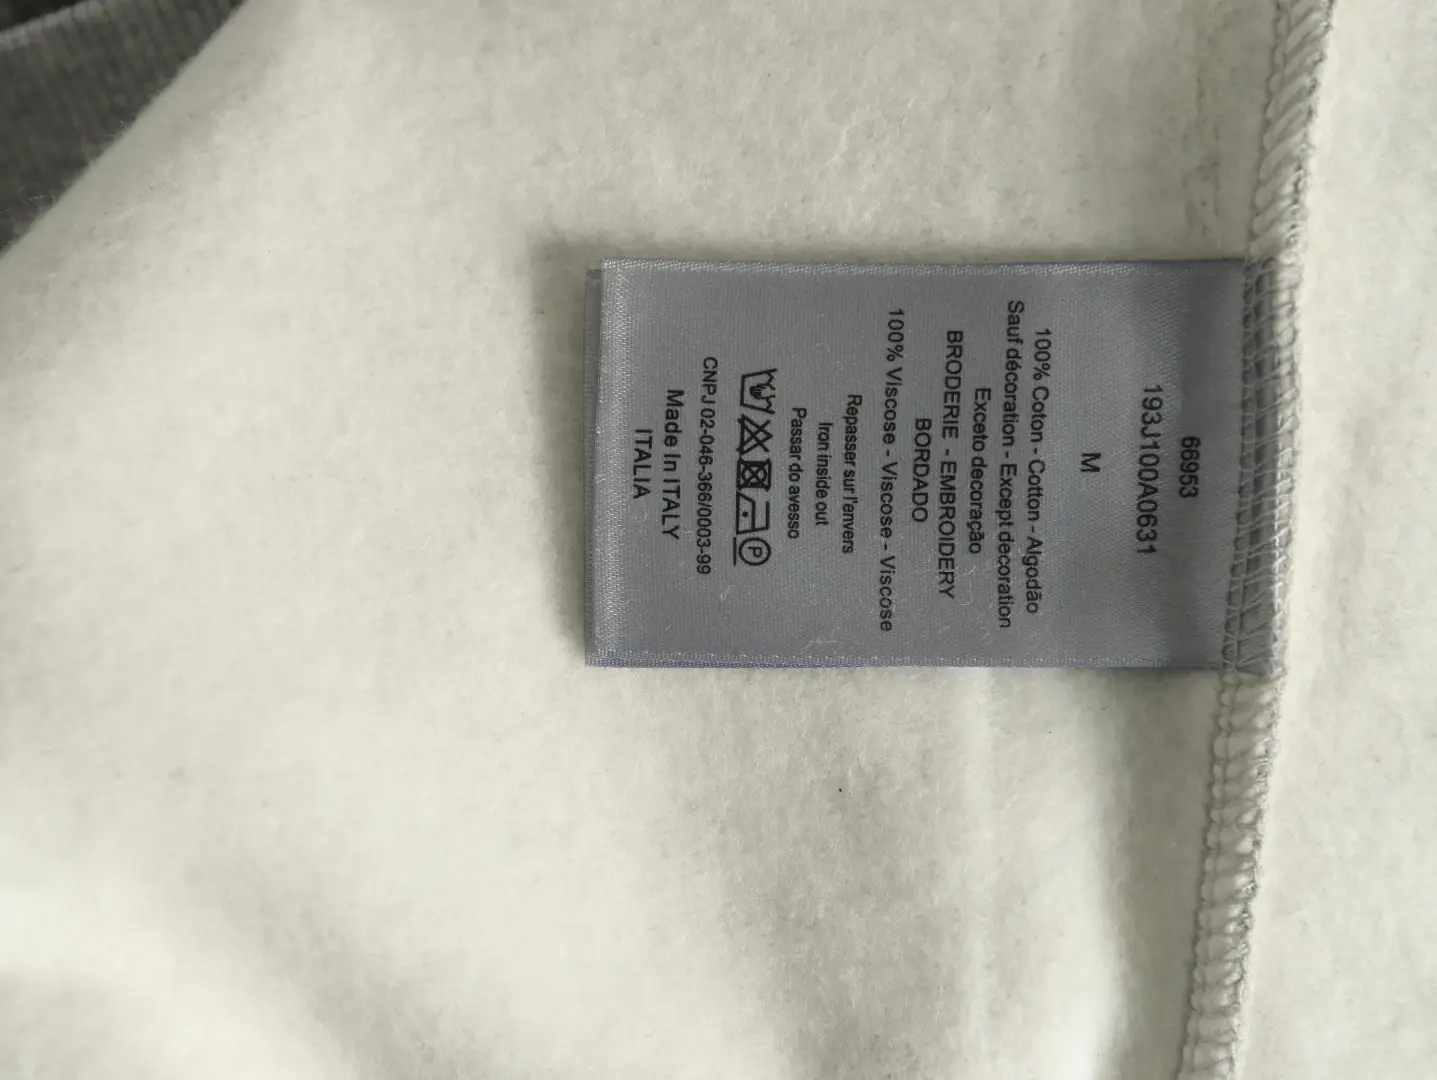 66953
193J100A0631
M
100% Coton - Cotton - Algodão
Sauf décoration - Except decoration
Exceto decoração
BRODERIE - EMBROIDERY
BORDADO
100% Viscose - Viscose - Viscose
Repasser sur l'envers
Iron inside out
Passar do avesso
P
CNPJ 02-046-366/0003-99
Made In ITALY
ITALIA